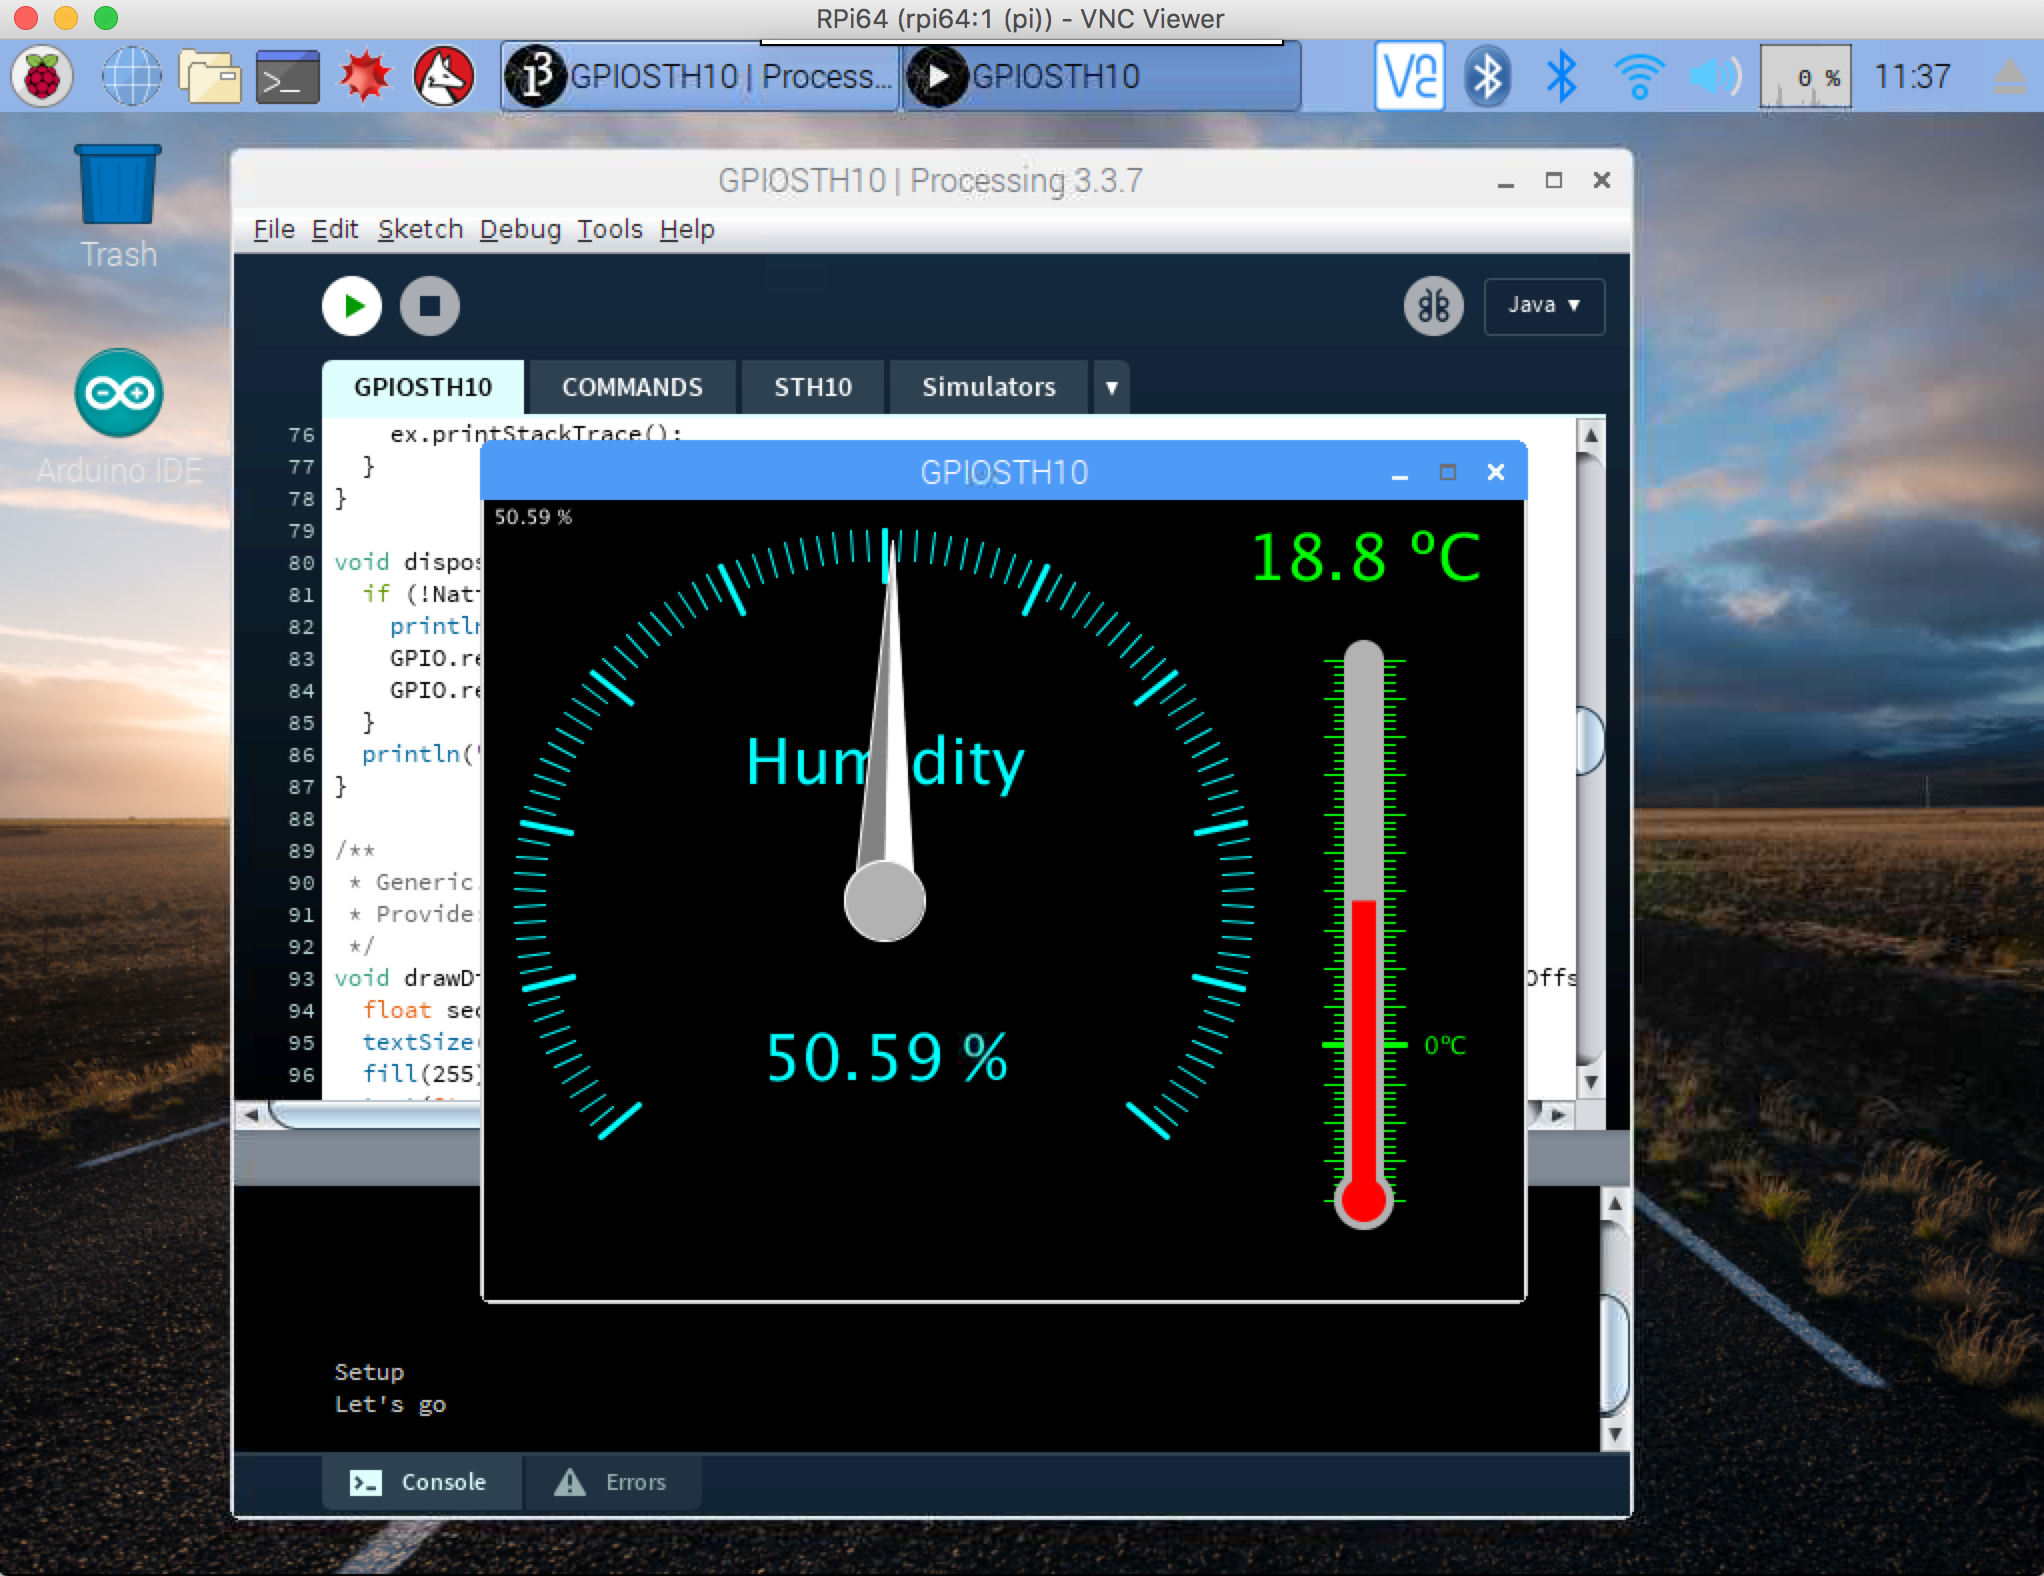 RPi64 (rpi64:1 (pi)) - VNC Viewer
GPIOSTH10 | Process...
GPIOSTH10
0 %
11:37
Trash
Arduino IDE
GPIOSTH10 | Processing 3.3.7
File Edit Sketch Debug Tools Help
Java
GPIOSTH10 COMMANDS STH10 Simulators
76 ex.printStackTrace();
77 }
78 }
79
80 void dispos
81 if (!Nat
82 println
83 GPIO.re
84 GPIO.re
85 }
86 println("
87 }
88
89 /**
90 * Generic
91 * Provide
92 */
93 void drawD Offs
94 float sec
95 textSize(
96 fill(255)
GPIOSTH10
50.59 %
18.8 °C
Humidity
50.59 %
0°C
Setup
Let's go
Console
Errors